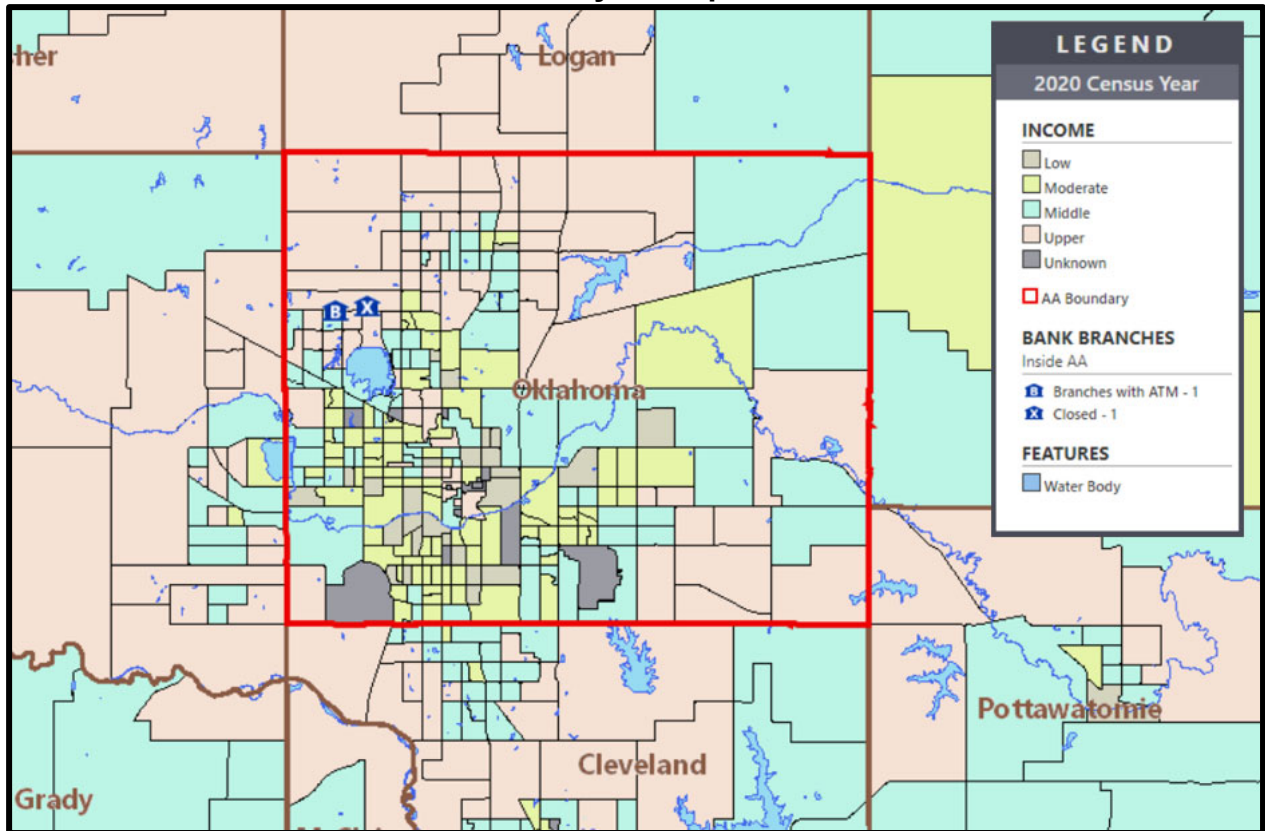 Logan
Oklahoma
Pottawatomie
Cleveland
Grady
B
X
LEGEND
2020 Census Year
INCOME
Low
Moderate
Middle
Upper
Unknown
AA Boundary
BANK BRANCHES
Inside AA
B Branches with ATM - 1
X Closed - 1
FEATURES
Water Body